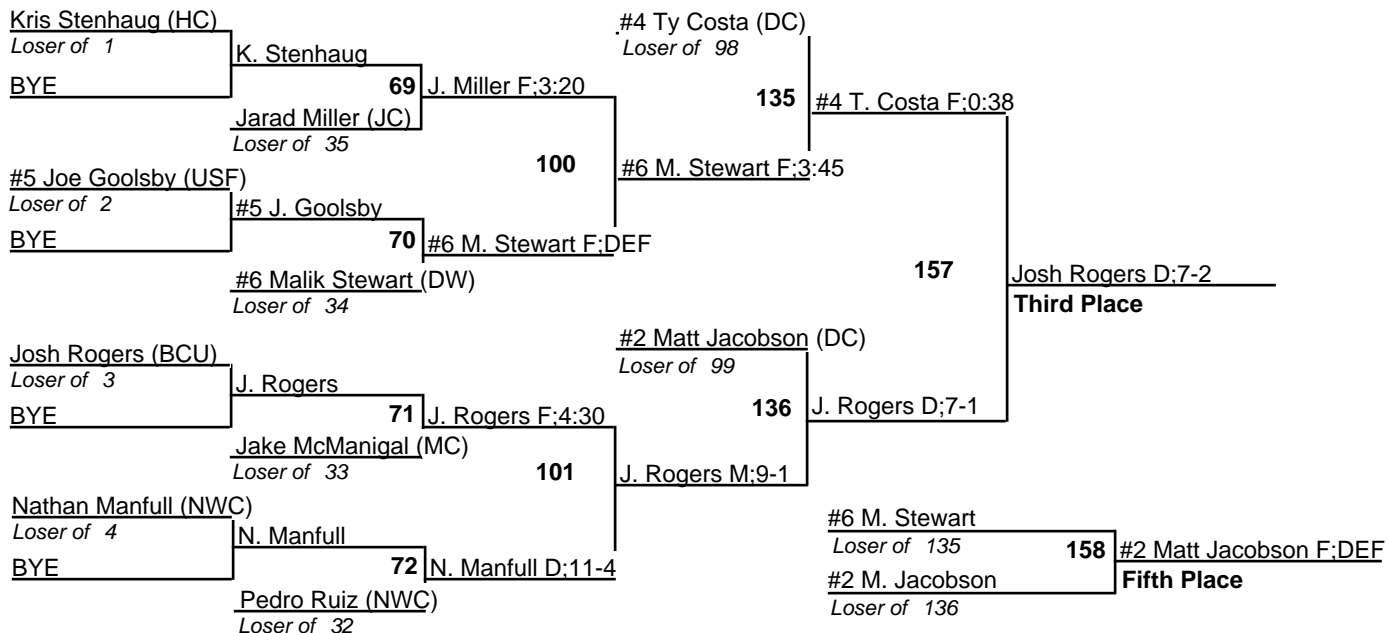 Kris Stenhaug (HC)
Loser of 1
BYE
K. Stenhaug
69
Jarad Miller (JC)
Loser of 35
J. Miller F;3:20
#5 Joe Goolsby (USF)
Loser of 2
BYE
#5 J. Goolsby
70
#6 Malik Stewart (DW)
Loser of 34
#6 M. Stewart F;DEF
100
#4 Ty Costa (DC)
Loser of 98
135
#6 M. Stewart F;3:45
#4 T. Costa F;0:38
Josh Rogers (BCU)
Loser of 3
BYE
J. Rogers
71
Jake McManigal (MC)
Loser of 33
J. Rogers F;4:30
Nathan Manfull (NWC)
Loser of 4
BYE
N. Manfull
72
Pedro Ruiz (NWC)
Loser of 32
N. Manfull D;11-4
101
#2 Matt Jacobson (DC)
Loser of 99
136
J. Rogers M;9-1
J. Rogers D;7-1
157
Josh Rogers D;7-2
Third Place
#6 M. Stewart
Loser of 135
158
#2 M. Jacobson
Loser of 136
#2 Matt Jacobson F;DEF
Fifth Place